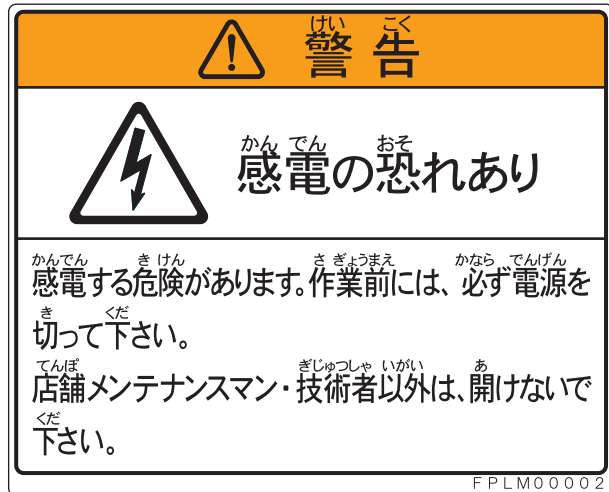 警告
感電の恐れあり
感電する危険があります。作業前には、必ず電源を
切って下さい。
店舗メンテナンスマン・技術者以外は、開けないで
下さい。
FPLM00002